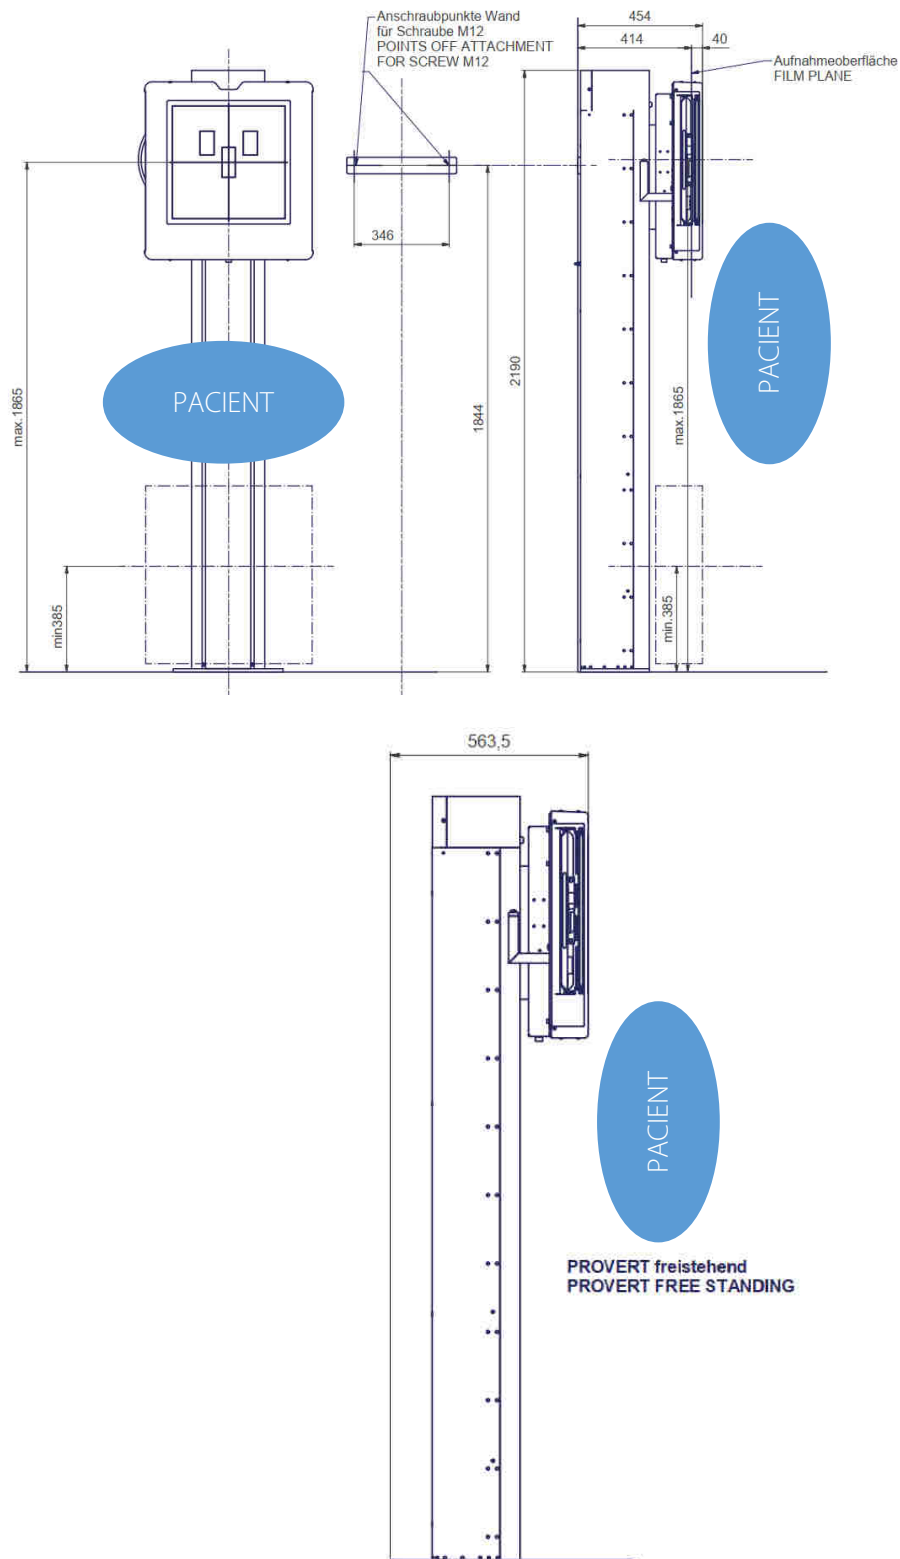 Anschraubpunkte Wand
für Schraube M12
POINTS OFF ATTACHMENT
FOR SCREW M12
454
414
40
Aufnahmeoberfläche
FILM PLANE
346
max.1865
PACIENT
1844
2190
PACIENT
max.1865
min385
min.385
563,5
PACIENT
PROVERT freistehend
PROVERT FREE STANDING